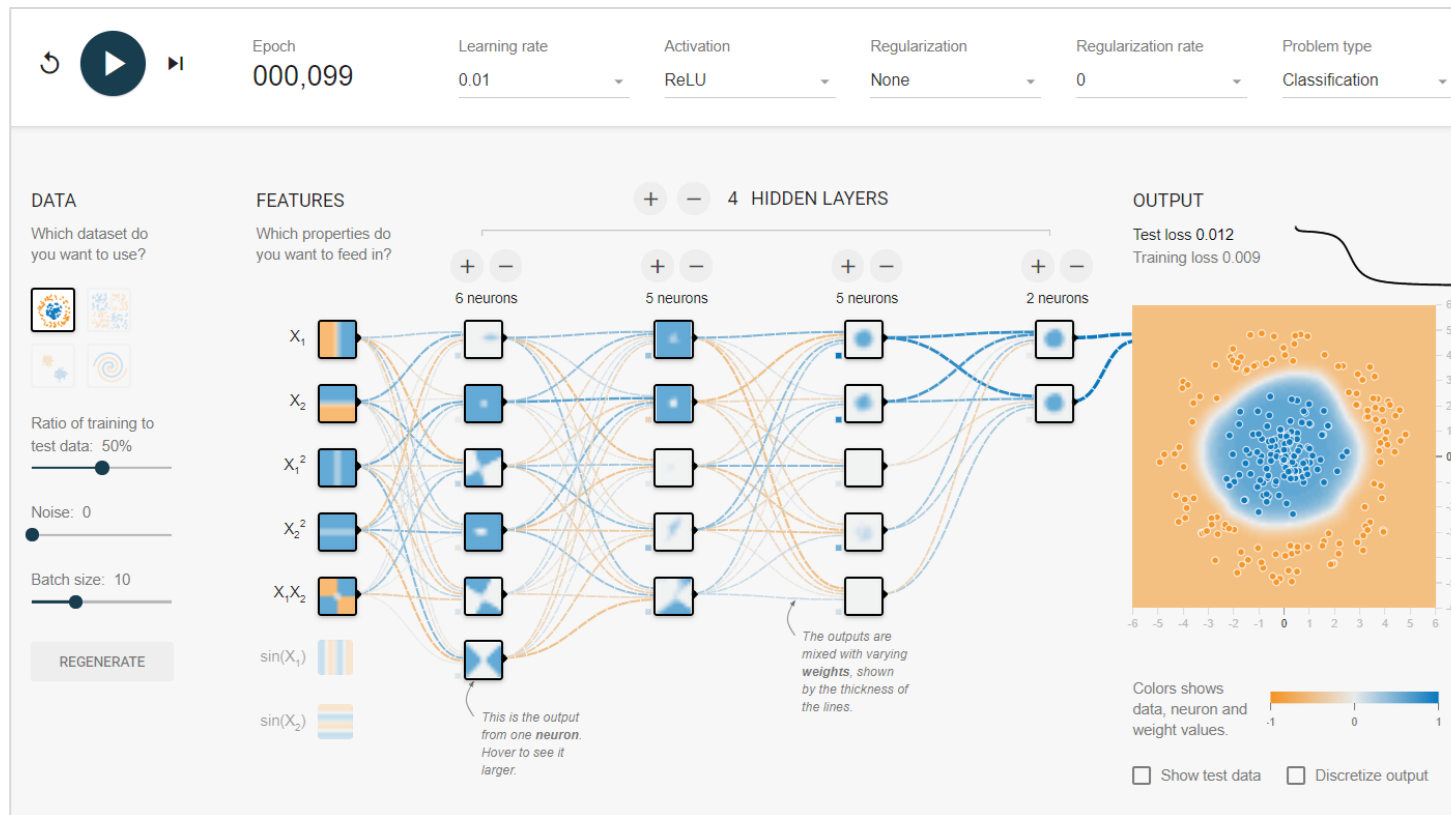 Epoch
000,099
Learning rate
0.01
Activation
ReLU
Regularization
None
Regularization rate
0
Problem type
Classification
DATA
Which dataset do
you want to use?
Ratio of training to
test data: 50%
Noise: 0
Batch size: 10
REGENERATE
FEATURES
Which properties do
you want to feed in?
X₁
X₂
X₁²
X₂²
X₁X₂
sin(X₁)
sin(X₂)
+ − 4 HIDDEN LAYERS
+ −
6 neurons
+ −
5 neurons
+ −
5 neurons
+ −
2 neurons
This is the output
from one neuron.
Hover to see it
larger.
The outputs are
mixed with varying
weights, shown
by the thickness of
the lines.
OUTPUT
Test loss 0.012
Training loss 0.009
-6 -5 -4 -3 -2 -1 0 1 2 3 4 5 6
Colors shows
data, neuron and
weight values.
-1 0 1
Show test data
Discretize output